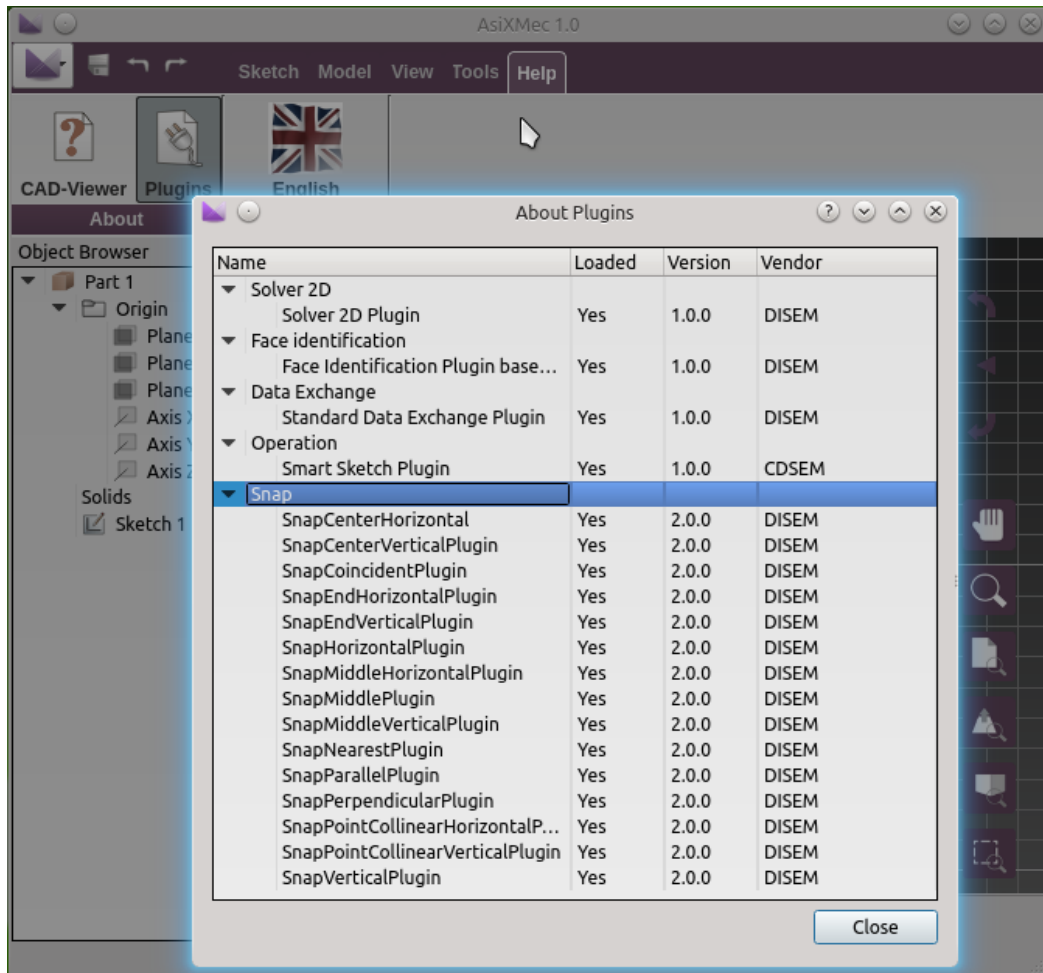 AsiXMec 1.0
Sketch Model View Tools Help
CAD-Viewer Plugins English
About
Object Browser
Part 1
Origin
Plane
Plane
Plane
Axis
Axis
Axis
Solids
Sketch 1
About Plugins
Name Loaded Version Vendor
Solver 2D
Solver 2D Plugin Yes 1.0.0 DISEM
Face identification
Face Identification Plugin base... Yes 1.0.0 DISEM
Data Exchange
Standard Data Exchange Plugin Yes 1.0.0 DISEM
Operation
Smart Sketch Plugin Yes 1.0.0 CDSEM
Snap
SnapCenterHorizontal Yes 2.0.0 DISEM
SnapCenterVerticalPlugin Yes 2.0.0 DISEM
SnapCoincidentPlugin Yes 2.0.0 DISEM
SnapEndHorizontalPlugin Yes 2.0.0 DISEM
SnapEndVerticalPlugin Yes 2.0.0 DISEM
SnapHorizontalPlugin Yes 2.0.0 DISEM
SnapMiddleHorizontalPlugin Yes 2.0.0 DISEM
SnapMiddlePlugin Yes 2.0.0 DISEM
SnapMiddleVerticalPlugin Yes 2.0.0 DISEM
SnapNearestPlugin Yes 2.0.0 DISEM
SnapParallelPlugin Yes 2.0.0 DISEM
SnapPerpendicularPlugin Yes 2.0.0 DISEM
SnapPointCollinearHorizontalP... Yes 2.0.0 DISEM
SnapPointCollinearVerticalPlugin Yes 2.0.0 DISEM
SnapVerticalPlugin Yes 2.0.0 DISEM
Close